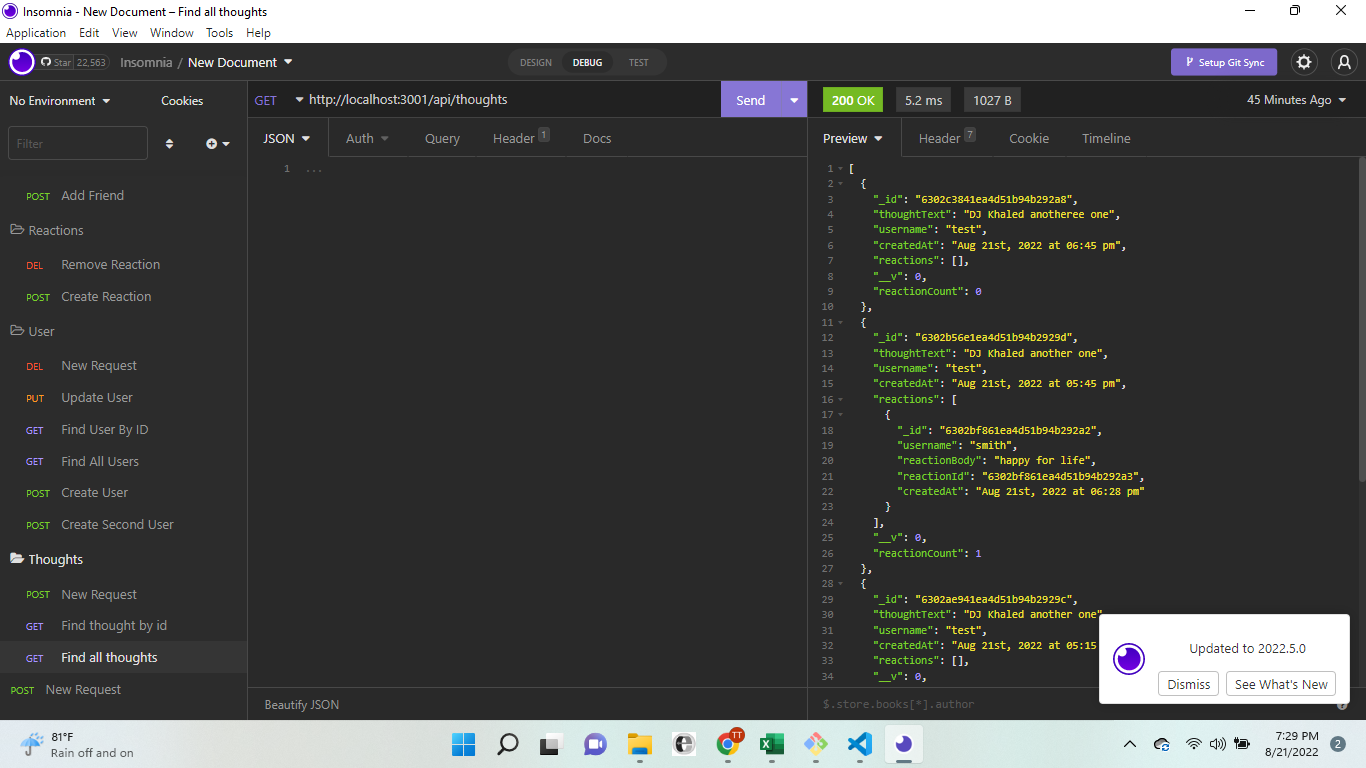 Insomnia - New Document – Find all thoughts
Application Edit View Window Tools Help
Star 22,563 Insomnia / New Document DESIGN DEBUG TEST Setup Git Sync
No Environment Cookies GET http://localhost:3001/api/thoughts Send 200 OK 5.2 ms 1027 B 45 Minutes Ago
Filter JSON Auth Query Header 1 Docs Preview Header 7 Cookie Timeline
POST Add Friend
Reactions
DEL Remove Reaction
POST Create Reaction
User
DEL New Request
PUT Update User
GET Find User By ID
GET Find All Users
POST Create User
POST Create Second User
Thoughts
POST New Request
GET Find thought by id
GET Find all thoughts
POST New Request
1 ...
Beautify JSON
1 [
2 {
3 "_id": "6302c3841ea4d51b94b292a8",
4 "thoughtText": "DJ Khaled anotheree one",
5 "username": "test",
6 "createdAt": "Aug 21st, 2022 at 06:45 pm",
7 "reactions": [],
8 "__v": 0,
9 "reactionCount": 0
10 },
11 {
12 "_id": "6302b56e1ea4d51b94b2929d",
13 "thoughtText": "DJ Khaled another one",
14 "username": "test",
15 "createdAt": "Aug 21st, 2022 at 05:45 pm",
16 "reactions": [
17 {
18 "_id": "6302bf861ea4d51b94b292a2",
19 "username": "smith",
20 "reactionBody": "happy for life",
21 "reactionId": "6302bf861ea4d51b94b292a3",
22 "createdAt": "Aug 21st, 2022 at 06:28 pm"
23 }
24 ],
25 "__v": 0,
26 "reactionCount": 1
27 },
28 {
29 "_id": "6302ae941ea4d51b94b2929c",
30 "thoughtText": "DJ Khaled another one"
31 "username": "test",
32 "createdAt": "Aug 21st, 2022 at 05:15
33 "reactions": [],
34 "__v": 0,
$.store.books[*].author
Updated to 2022.5.0
Dismiss See What's New
81°F
Rain off and on
TT
7:29 PM
8/21/2022
2